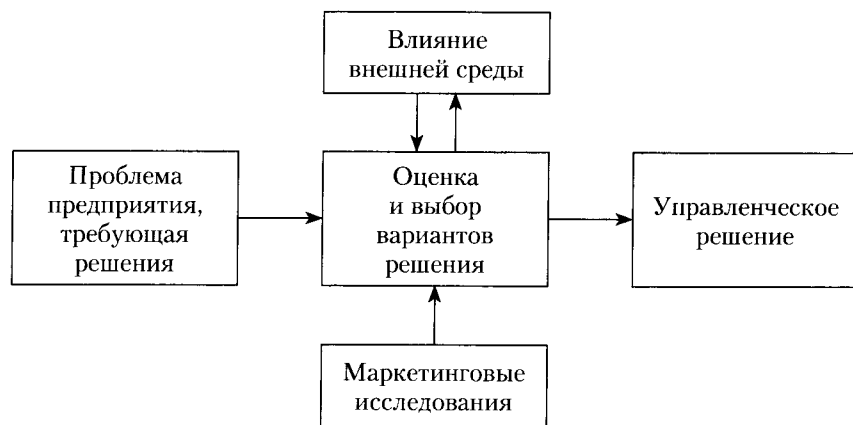 Влияние
внешней среды
Проблема
предприятия,
требующая
решения
Оценка
и выбор
вариантов
решения
Управленческое
решение
Маркетинговые
исследования